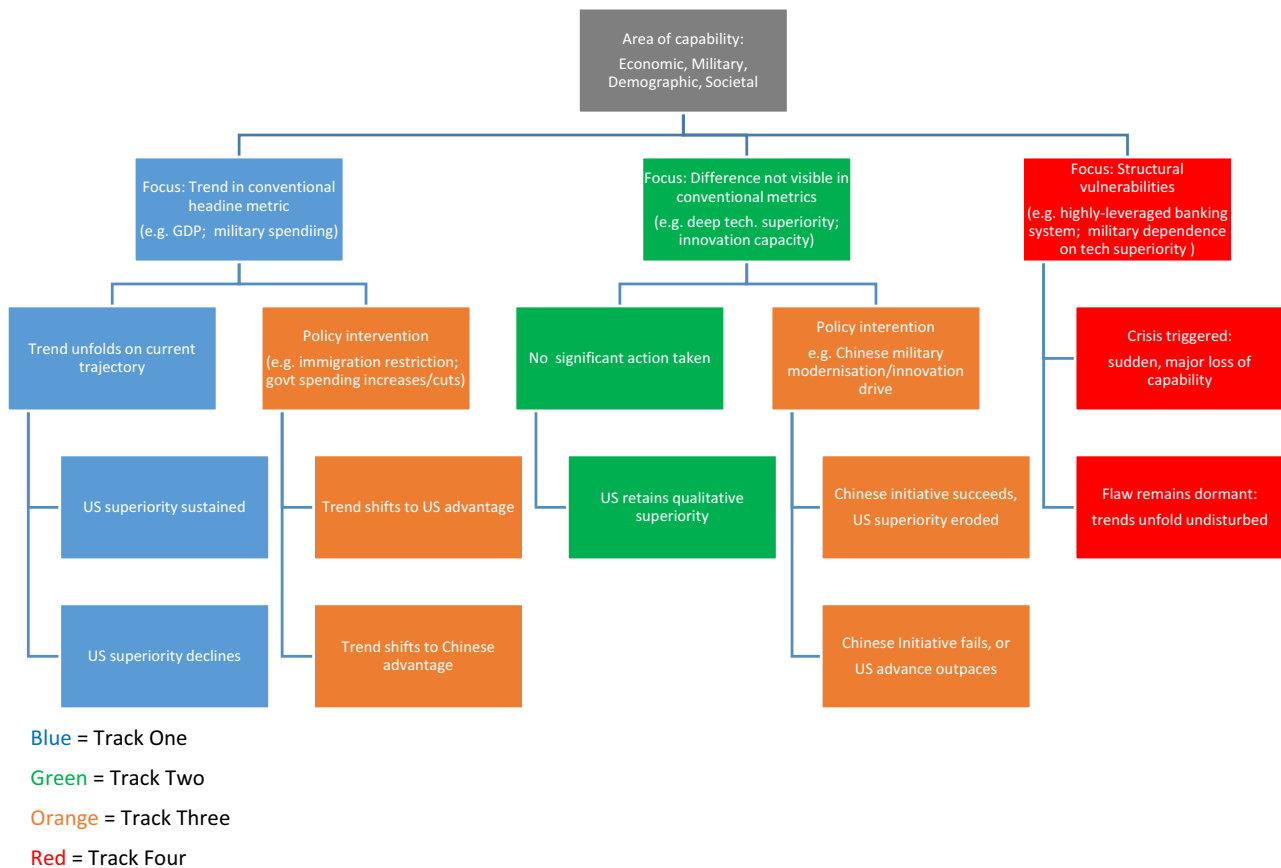 Area of capability:
Economic, Military,
Demographic, Societal
Focus: Trend in conventional
headine metric
(e.g. GDP; military spendiing)
Focus: Difference not visible in
conventional metrics
(e.g. deep tech. superiority;
innovation capacity)
Focus: Structural
vulnerabilities
(e.g. highly-leveraged banking
system; military dependence
on tech superiority )
Trend unfolds on current
trajectory
Policy intervention
(e.g. immigration restriction;
govt spending increases/cuts)
No significant action taken
Policy interention
e.g. Chinese military
modernisation/innovation
drive
Crisis triggered:
sudden, major loss of
capability
US superiority sustained
Trend shifts to US advantage
US retains qualitative
superiority
Chinese initiative succeeds,
US superiority eroded
Flaw remains dormant:
trends unfold undisturbed
US superiority declines
Trend shifts to Chinese
advantage
Chinese Initiative fails, or
US advance outpaces
Blue = Track One
Green = Track Two
Orange = Track Three
Red = Track Four